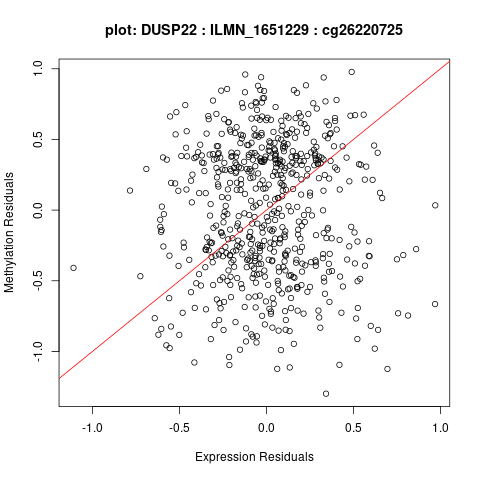 plot: DUSP22 : ILMN_1651229 : cg26220725
Methylation Residuals
1.0
0.5
0.0
-0.5
-1.0
-1.0 -0.5 0.0 0.5 1.0
Expression Residuals